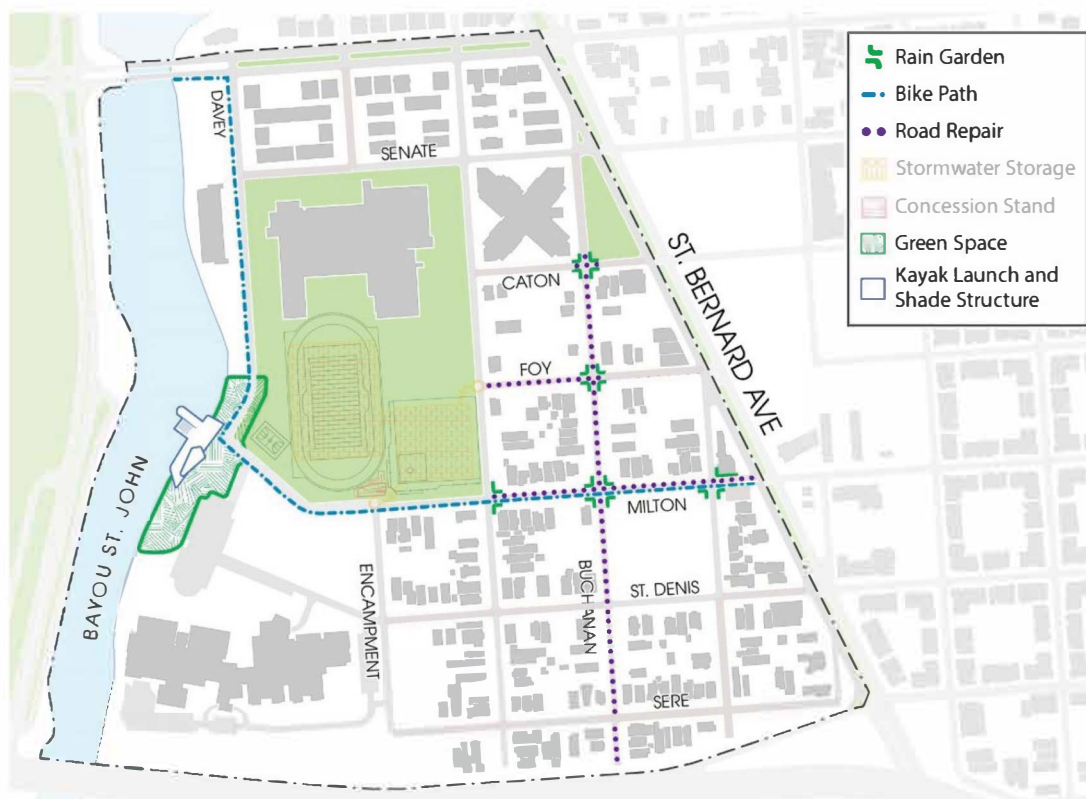 Rain Garden
Bike Path
Road Repair
Stormwater Storage
Concession Stand
Green Space
Kayak Launch and
Shade Structure
DAVEY
SENATE
CATON
ST. BERNARD AVE
FOY
MILTON
BAYOU ST. JOHN
ENCAMPMENT
BUCHANAN
ST. DENIS
SERE